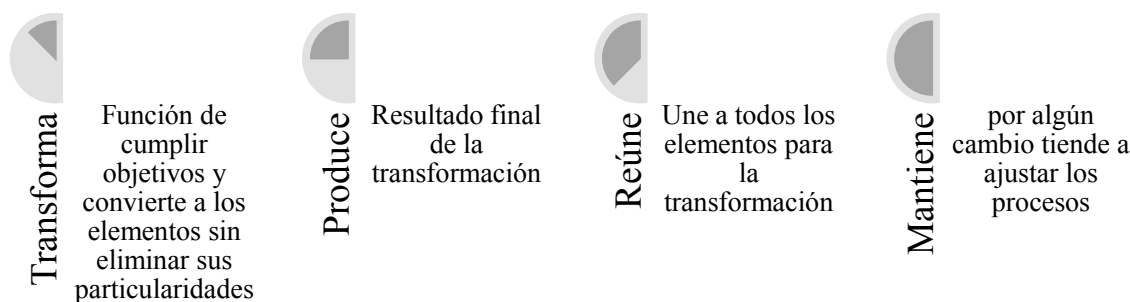 Transforma
Función de
cumplir
objetivos y
convierte a los
elementos sin
eliminar sus
particularidades
Produce
Resultado final
de la
transformación
Reúne
Une a todos los
elementos para
la
transformación
Mantiene
por algún
cambio tiende a
ajustar los
procesos